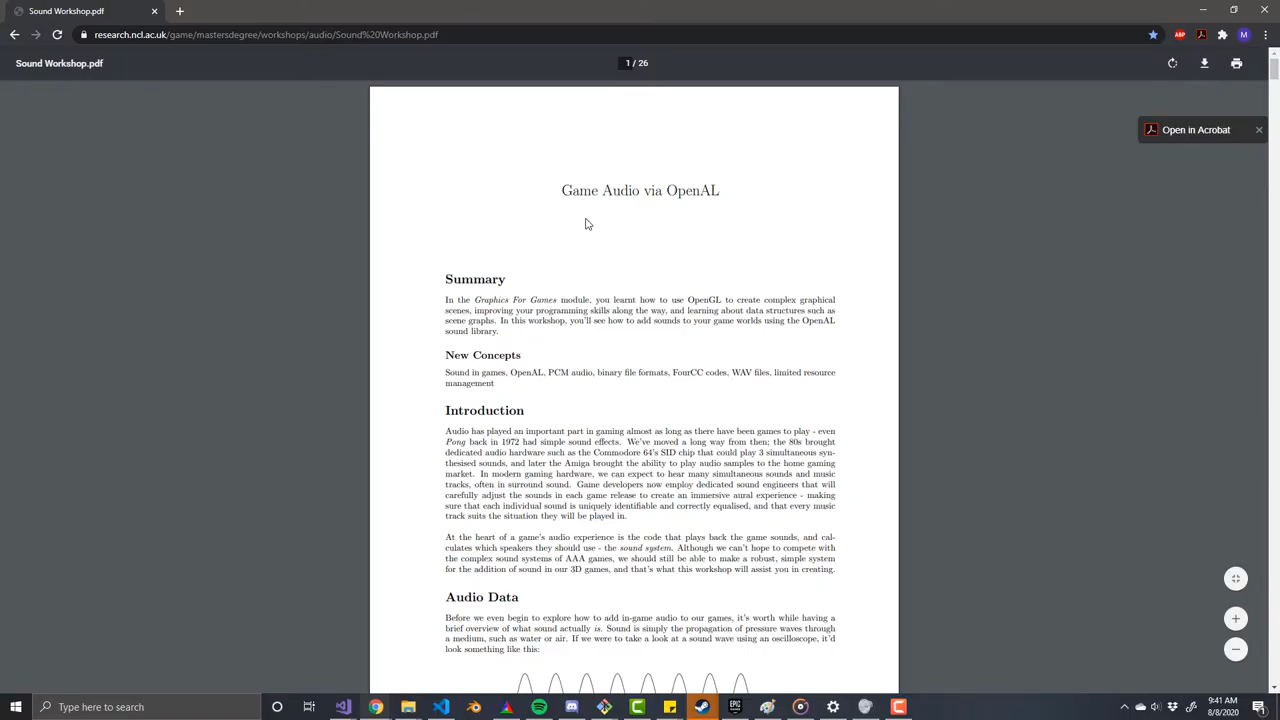 Sound Workshop.pdf
research.ncl.ac.uk/game/mastersdegree/workshops/audio/Sound%20Workshop.pdf
ABP
M
Sound Workshop.pdf
1 / 26
Open in Acrobat
Game Audio via OpenAL
Summary
In the Graphics For Games module, you learnt how to use OpenGL to create complex graphical
scenes, improving your programming skills along the way, and learning about data structures such as
scene graphs. In this workshop, you'll see how to add sounds to your game worlds using the OpenAL
sound library.
New Concepts
Sound in games, OpenAL, PCM audio, binary file formats, FourCC codes, WAV files, limited resource
management
Introduction
Audio has played an important part in gaming almost as long as there have been games to play - even
Pong back in 1972 had simple sound effects. We've moved a long way from then; the 80s brought
dedicated audio hardware such as the Commodore 64's SID chip that could play 3 simultaneous syn-
thesised sounds, and later the Amiga brought the ability to play audio samples to the home gaming
market. In modern gaming hardware, we can expect to hear many simultaneous sounds and music
tracks, often in surround sound. Game developers now employ dedicated sound engineers that will
carefully adjust the sounds in each game release to create an immersive aural experience - making
sure that each individual sound is uniquely identifiable and correctly equalised, and that every music
track suits the situation they will be played in.
At the heart of a game's audio experience is the code that plays back the game sounds, and cal-
culates which speakers they should use - the sound system. Although we can't hope to compete with
the complex sound systems of AAA games, we should still be able to make a robust, simple system
for the addition of sound in our 3D games, and that's what this workshop will assist you in creating.
Audio Data
Before we even begin to explore how to add in-game audio to our games, it's worth while having a
brief overview of what sound actually is. Sound is simply the propagation of pressure waves through
a medium, such as water or air. If we were to take a look at a sound wave using an oscilloscope, it'd
look something like this:
Type here to search
EPIC
9:41 AM
8/8/2020